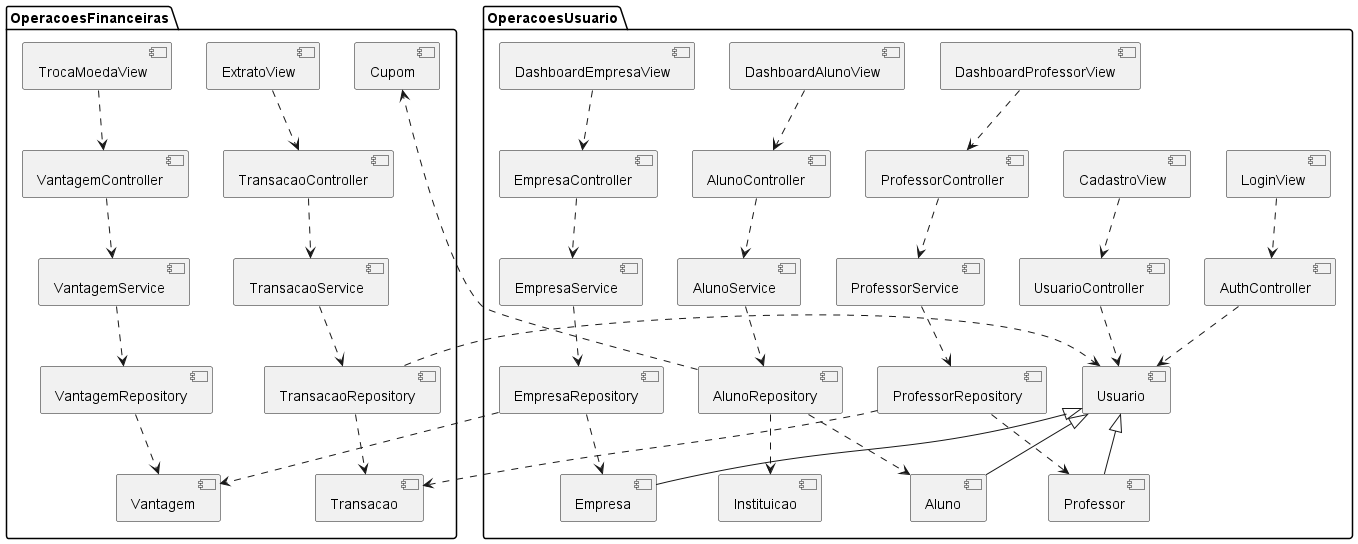 OperacoesFinanceiras
OperacoesUsuario
TrocaMoedaView
ExtratoView
Cupom
DashboardEmpresaView
DashboardAlunoView
DashboardProfessorView
VantagemController
TransacaoController
EmpresaController
AlunoController
ProfessorController
CadastroView
LoginView
VantagemService
TransacaoService
EmpresaService
AlunoService
ProfessorService
UsuarioController
AuthController
VantagemRepository
TransacaoRepository
EmpresaRepository
AlunoRepository
ProfessorRepository
Usuario
Vantagem
Transacao
Empresa
Instituicao
Aluno
Professor